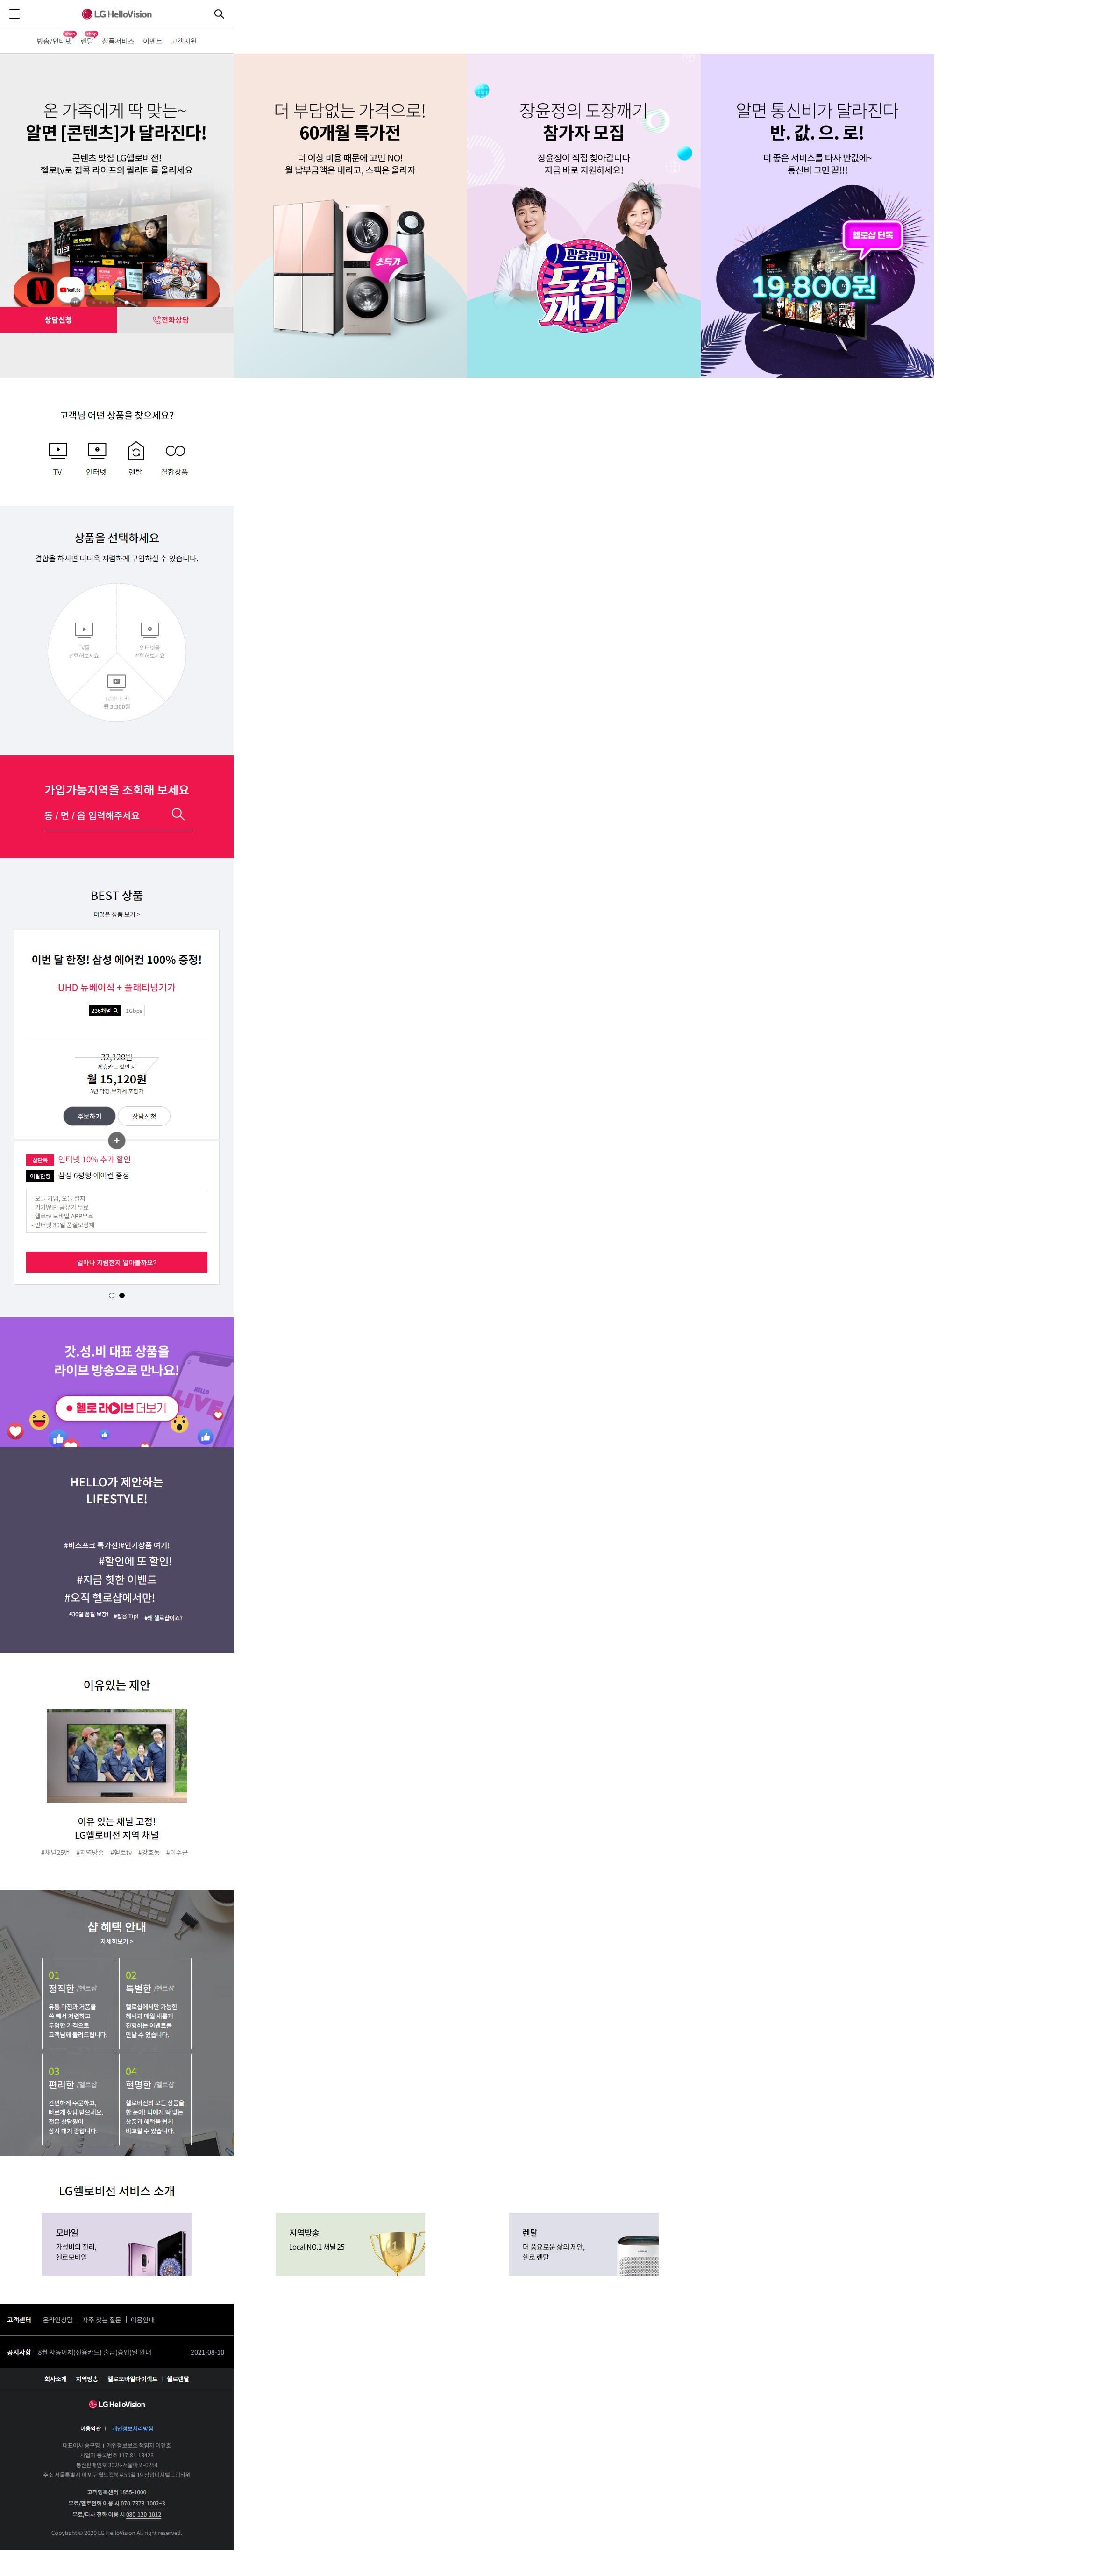 LG HelloVision
방송/인터넷
렌탈
상품서비스
이벤트
고객지원
온 가족에게 딱 맞는~
알면 [콘텐츠]가 달라진다!
콘텐츠 맛집 LG헬로비전!
헬로tv로 집콕 라이프의 퀄리티를 올리세요
N
YouTube
상담신청
전화상담
더 부담없는 가격으로!
60개월 특가전
더 이상 비용 때문에 고민 NO!
월 납부금액은 내리고, 스펙은 올리자
초특가
장윤정의 도장깨기
참가자 모집
장윤정이 직접 찾아갑니다
지금 바로 지원하세요!
장윤정의
도장
깨기
알면 통신비가 달라진다
반. 값. 으. 로!
더 좋은 서비스를 타사 반값에~
통신비 고민 끝!!!
헬로샵 단독
19,800원
고객님 어떤 상품을 찾으세요?
TV
인터넷
렌탈
결합상품
상품을 선택하세요
결합을 하시면 더더욱 저렴하게 구입하실 수 있습니다.
TV를
선택해보세요
인터넷을
선택해보세요
월 3,300원
가입가능지역을 조회해 보세요
동 / 면 / 읍 입력해주세요
BEST 상품
더많은 상품 보기 >
이번 달 한정! 삼성 에어컨 100% 증정!
UHD 뉴베이직 + 플래티넘기가
236채널
1Gbps
32,120원
제휴카드 할인 시
월 15,120원
3년 약정,부가세 포함가
주문하기
상담신청
+
샵단독
인터넷 10% 추가 할인
이달한정
삼성 6평형 에어컨 증정
- 오늘 가입, 오늘 설치
- 기가WiFi 공유기 무료
- 헬로tv 모바일 APP무료
- 인터넷 30일 품질보장제
얼마나 저렴한지 알아볼까요?
갓.성.비 대표 상품을
라이브 방송으로 만나요!
HELLO
LIVE
헬로 라이브 더보기
HELLO가 제안하는
LIFESTYLE!
#비스포크 특가전!#인기상품 여기!
#할인에 또 할인!
#지금 핫한 이벤트
#오직 헬로샵에서만!
#30일 품질 보장!
#활용 Tip!
#왜 헬로샵이죠?
이유있는 제안
이유 있는 채널 고정!
LG헬로비전 지역 채널
#채널25번 #지역방송 #헬로tv #강호동 #이수근
샵 혜택 안내
자세히보기 >
01
정직한 /헬로샵
유통 마진과 거품을
쏙 빼서 저렴하고
투명한 가격으로
고객님께 돌려드립니다.
02
특별한 /헬로샵
헬로샵에서만 가능한
혜택과 매월 새롭게
진행하는 이벤트를
만날 수 있습니다.
03
편리한 /헬로샵
간편하게 주문하고,
빠르게 상담 받으세요.
전문 상담원이
상시 대기 중입니다.
04
현명한 /헬로샵
헬로비전의 모든 상품을
한 눈에! 나에게 딱 맞는
상품과 혜택을 쉽게
비교할 수 있습니다.
LG헬로비전 서비스 소개
모바일
가성비의 진리,
헬로모바일
지역방송
Local NO.1 채널 25
렌탈
더 풍요로운 삶의 제안,
헬로 렌탈
고객센터
온라인상담
자주 찾는 질문
이용안내
공지사항
8월 자동이체(신용카드) 출금(승인)일 안내
2021-08-10
회사소개
지역방송
헬로모바일다이렉트
헬로렌탈
LG HelloVision
이용약관
개인정보처리방침
대표이사 송구영 ㅣ 개인정보보호 책임자 이건호
사업자 등록번호 117-81-13423
통신판매번호 3028-서울마포-0254
주소 서울특별시 마포구 월드컵북로56길 19 상암디지털드림타워
고객행복센터 1855-1000
무료/헬로전화 이용 시 070-7373-1002~3
무료/타사 전화 이용 시 080-120-1012
Copytight © 2020 LG HelloVision All right reserved.